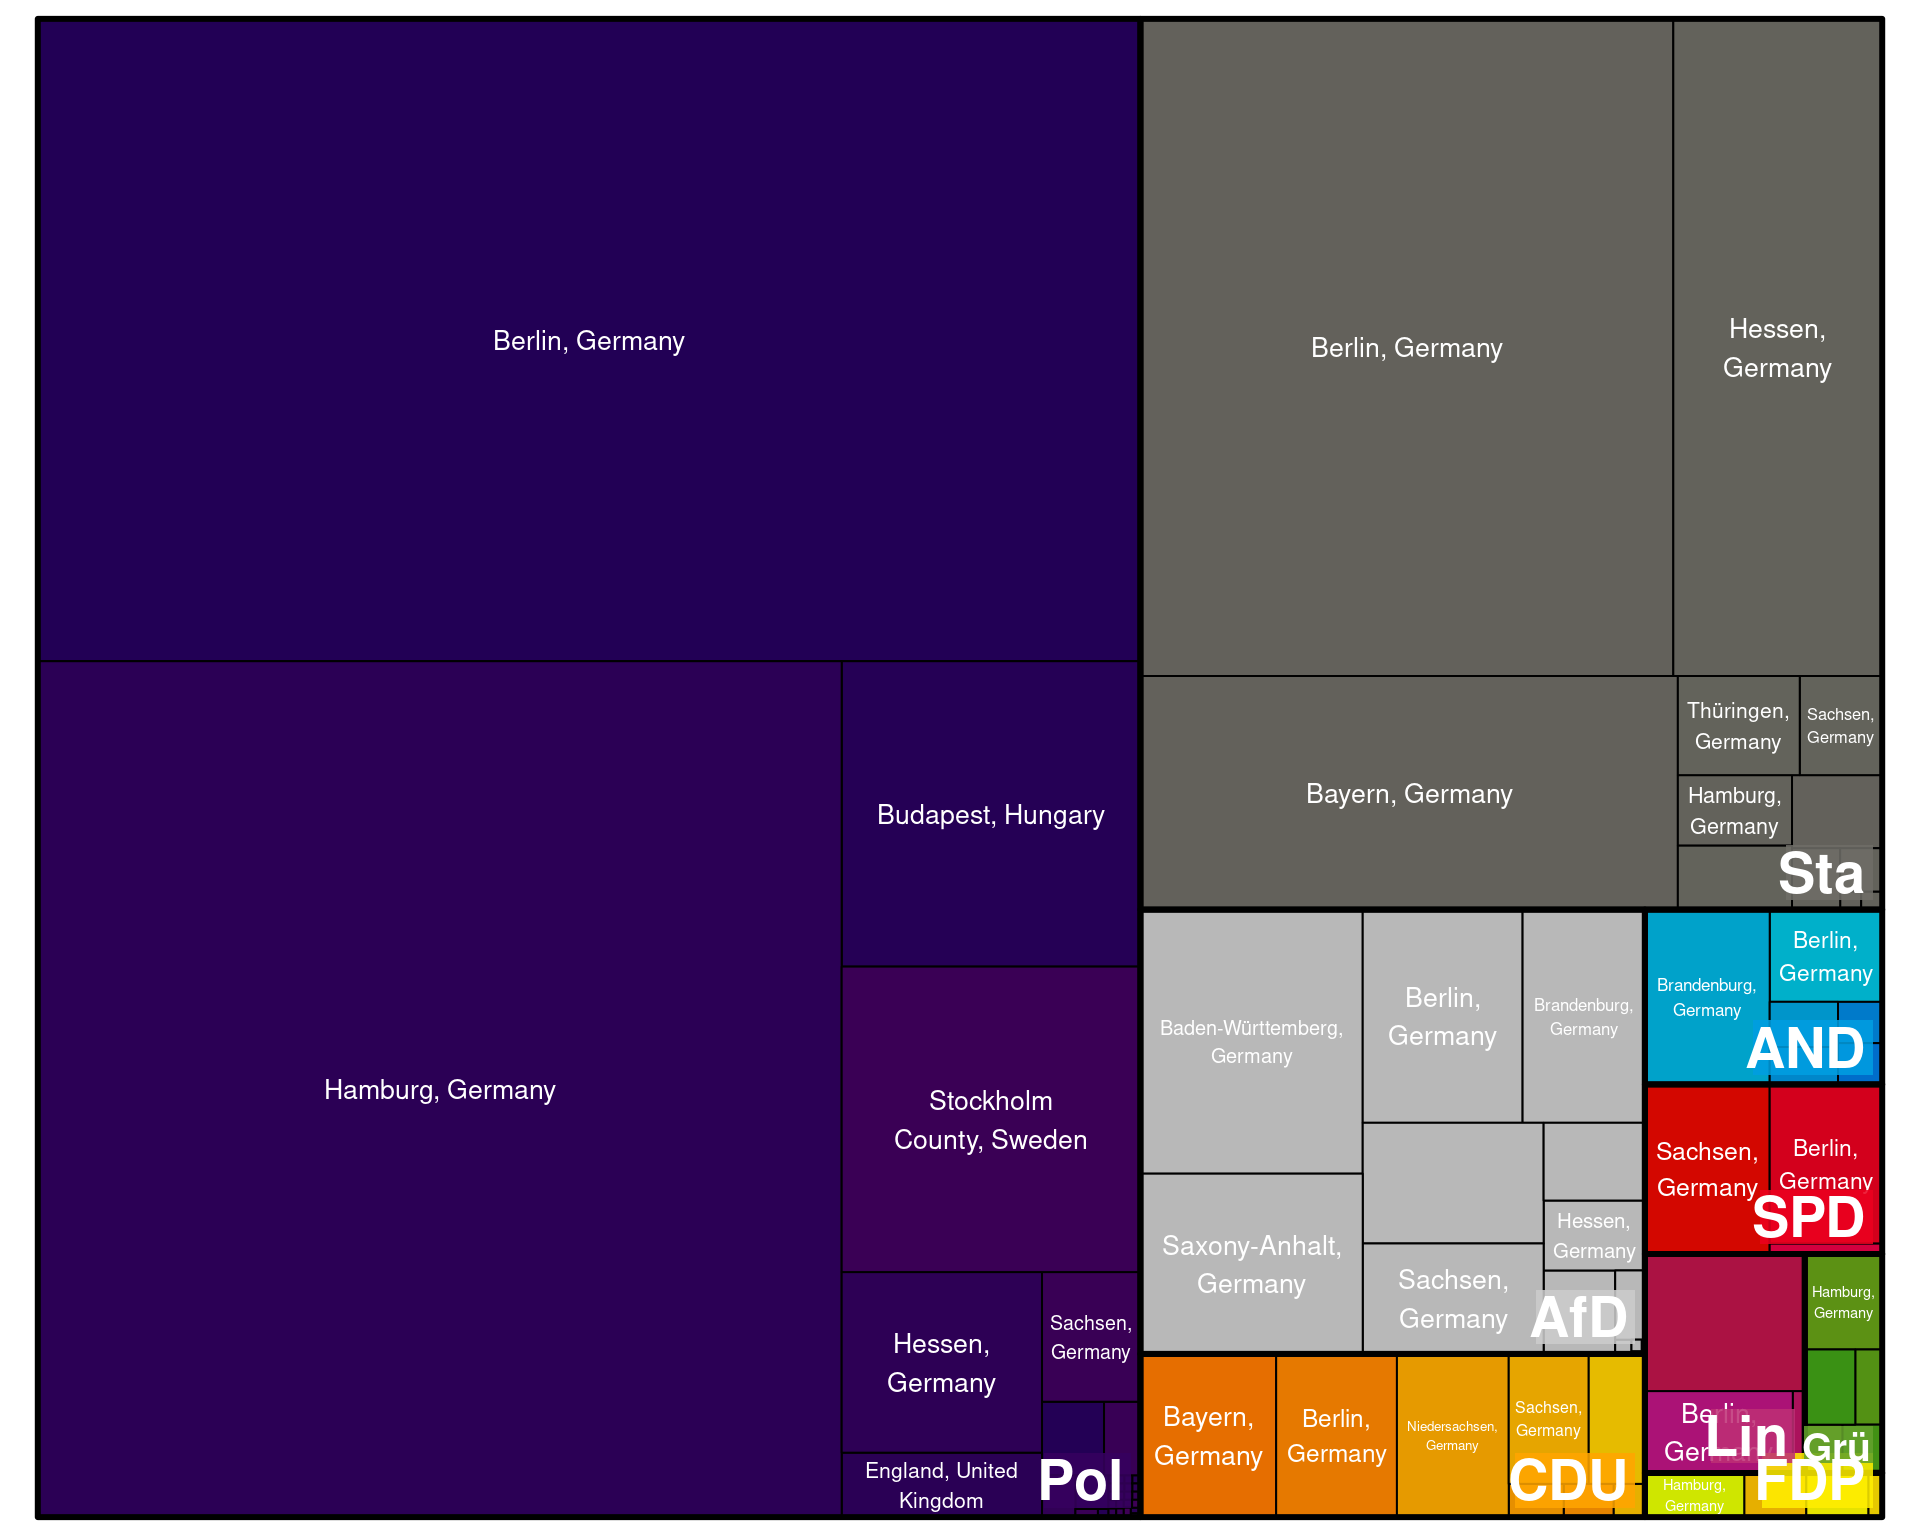 Berlin, Germany
Hamburg, Germany
Budapest, Hungary
Stockholm
County, Sweden
Hessen,
Germany
Sachsen,
Germany
England, United
Kingdom
Pol
Berlin, Germany
Hessen,
Germany
Bayern, Germany
Thüringen,
Germany
Sachsen,
Germany
Hamburg,
Germany
Sta
Baden-Württemberg,
Germany
Berlin,
Germany
Brandenburg,
Germany
Saxony-Anhalt,
Germany
Sachsen,
Germany
Hessen,
Germany
AfD
Brandenburg,
Germany
Berlin,
Germany
AND
Sachsen,
Germany
Berlin,
Germany
SPD
Bayern,
Germany
Berlin,
Germany
Niedersachsen,
Germany
Sachsen,
Germany
CDU
Berlin,
Germany
Lin
Hamburg,
Germany
Grü
Hamburg,
Germany
FDP